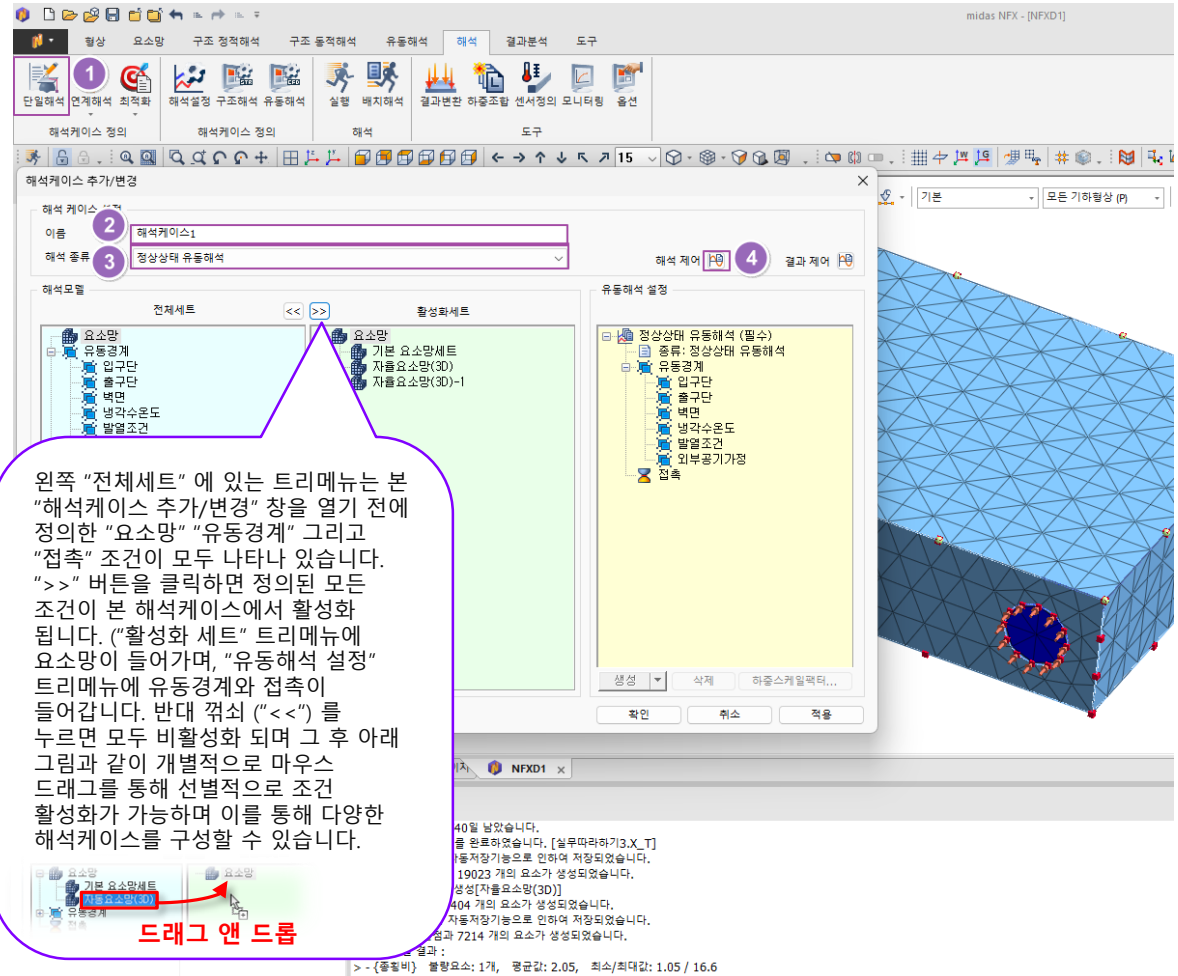 midas NFX - [NFXD1]
형상 요소망 구조 정적해석 구조 동적해석 유동해석 해석 결과분석 도구
1
단일해석 연계해석 최적화 해석설정 구조해석 유동해석 실행 배치해석 결과변환 하중조합 센서정의 모니터링 옵션
해석케이스 정의 해석케이스 정의 해석 도구
15
해석케이스 추가/변경
기본 모든 기하형상 (P)
해석 케이스
2
이름 해석케이스1
해석 종류 3 정상상태 유동해석 해석 제어 4 결과 제어
해석모델 유동해석 설정
전체세트 << >> 활성화세트
요소망
유동경계
입구단
출구단
벽면
냉각수온도
발열조건
요소망
기본 요소망세트
자율요소망(3D)
자율요소망(3D)-1
정상상태 유동해석 (필수)
종류: 정상상태 유동해석
유동경계
입구단
출구단
벽면
냉각수온도
발열조건
외부공기가정
접촉
생성 삭제 하중스케일팩터...
확인 취소 적용
왼쪽 “전체세트” 에 있는 트리메뉴는 본
“해석케이스 추가/변경” 창을 열기 전에
정의한 “요소망” “유동경계” 그리고
“접촉” 조건이 모두 나타나 있습니다.
“>>” 버튼을 클릭하면 정의된 모든
조건이 본 해석케이스에서 활성화
됩니다. (“활성화 세트” 트리메뉴에
요소망이 들어가며, “유동해석 설정”
트리메뉴에 유동경계와 접촉이
들어갑니다. 반대 꺾쇠 (“<<“) 를
누르면 모두 비활성화 되며 그 후 아래
그림과 같이 개별적으로 마우스
드래그를 통해 선별적으로 조건
활성화가 가능하며 이를 통해 다양한
해석케이스를 구성할 수 있습니다.
요소망 요소망
기본 요소망세트
자동요소망(3D)
유동경계
접촉
드래그 앤 드롭
NFXD1
40일 남았습니다.
를 완료하였습니다. [실무따라하기3.X_T]
자동저장기능으로 인하여 저장되었습니다.
19023 개의 요소가 생성되었습니다.
생성[자율요소망(3D)]
404 개의 요소가 생성되었습니다.
자동저장기능으로 인하여 저장되었습니다.
점과 7214 개의 요소가 생성되었습니다.
결과 :
> - {종횡비} 불량요소: 1개, 평균값: 2.05, 최소/최대값: 1.05 / 16.6